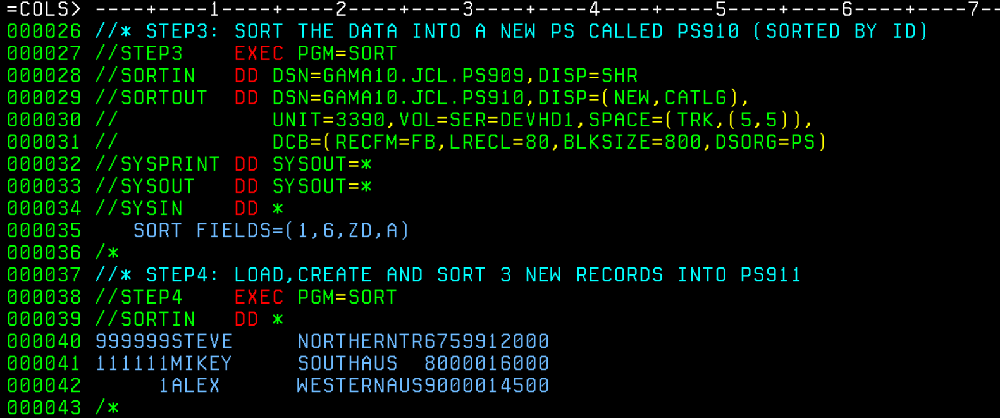 =COLS> ----+----1----+----2----+----3----+----4----+----5----+----6----+----7--
000026 //* STEP3: SORT THE DATA INTO A NEW PS CALLED PS910 (SORTED BY ID)
000027 //STEP3    EXEC PGM=SORT
000028 //SORTIN   DD DSN=GAMA10.JCL.PS909,DISP=SHR
000029 //SORTOUT  DD DSN=GAMA10.JCL.PS910,DISP=(NEW,CATLG),
000030 //            UNIT=3390,VOL=SER=DEVHD1,SPACE=(TRK,(5,5)),
000031 //            DCB=(RECFM=FB,LRECL=80,BLKSIZE=800,DSORG=PS)
000032 //SYSPRINT DD SYSOUT=*
000033 //SYSOUT   DD SYSOUT=*
000034 //SYSIN    DD *
000035    SORT FIELDS=(1,6,ZD,A)
000036 /*
000037 //* STEP4: LOAD,CREATE AND SORT 3 NEW RECORDS INTO PS911
000038 //STEP4    EXEC PGM=SORT
000039 //SORTIN   DD *
000040 999999STEVE     NORTHERNTR6759912000
000041 111111MIKEY     SOUTHAUS  8000016000
000042      1ALEX      WESTERNAUS9000014500
000043 /*